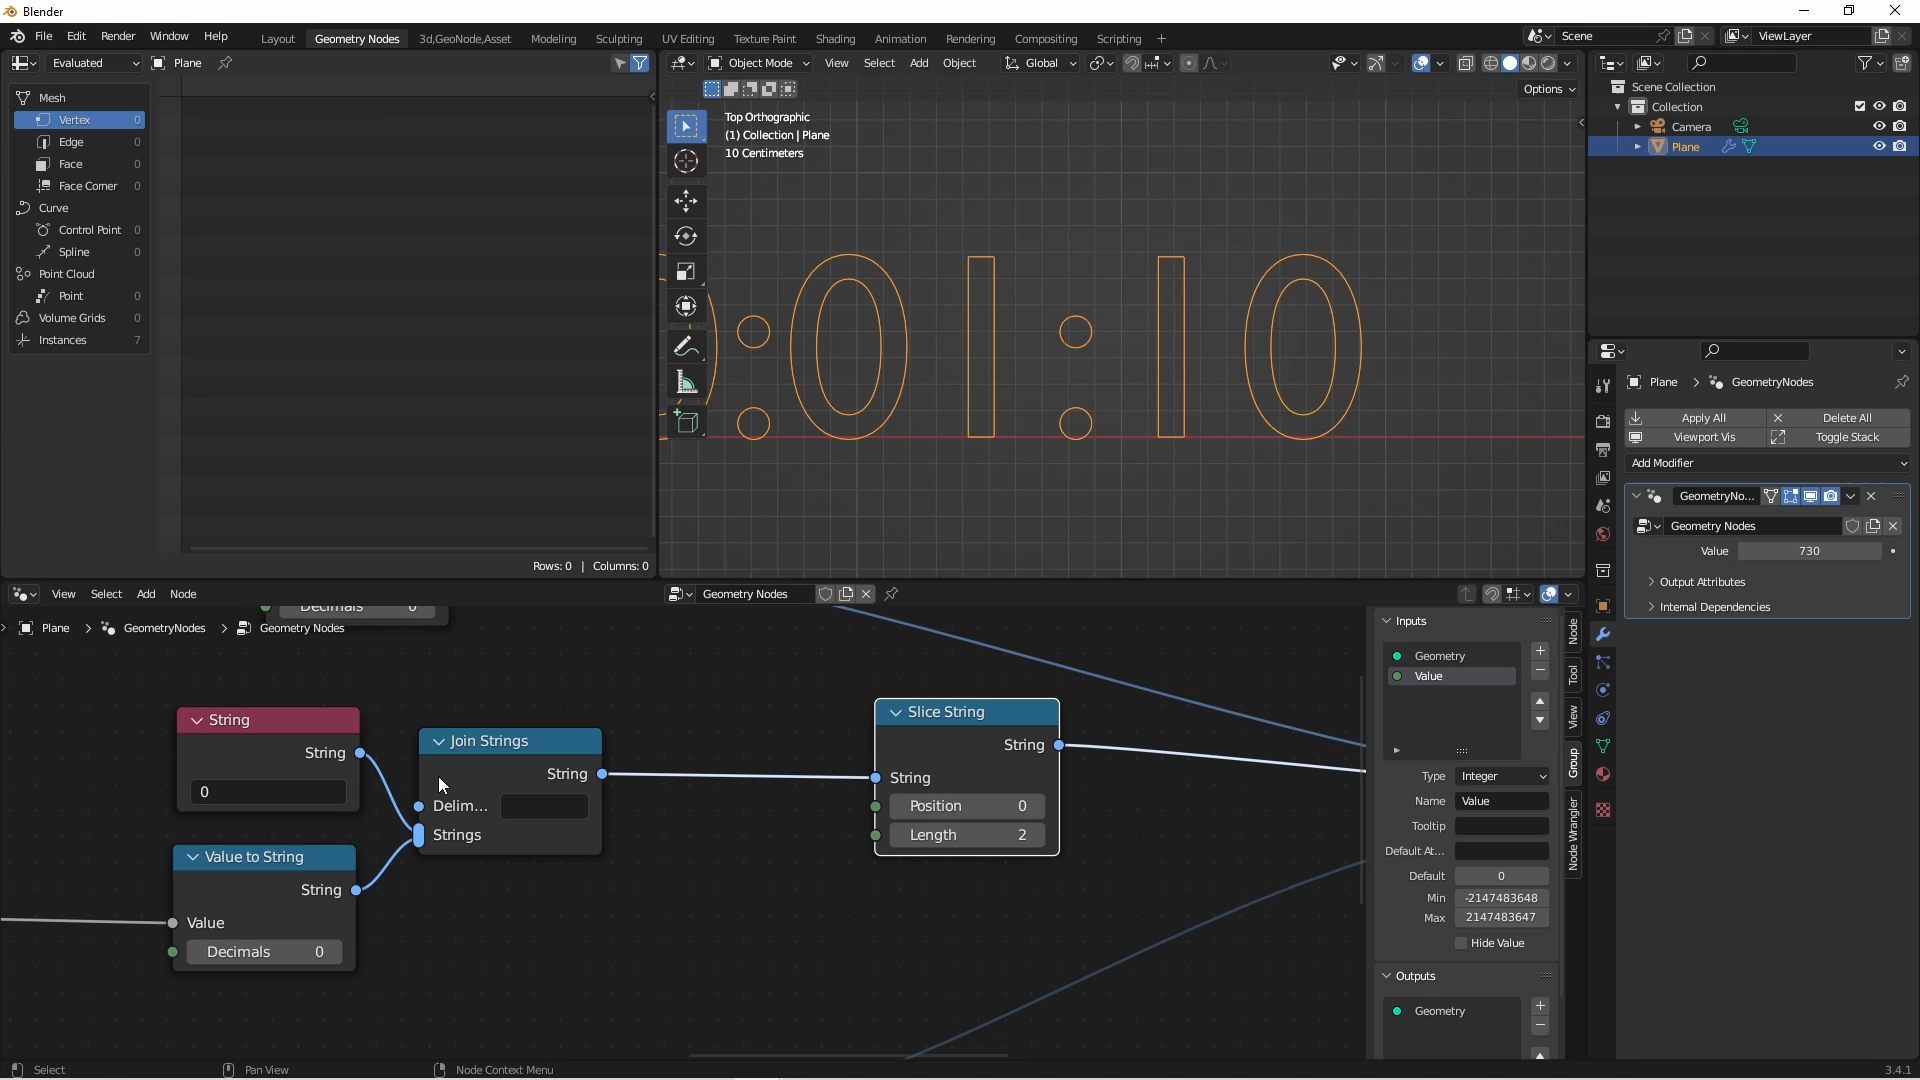 Blender
File Edit Render Window Help
Layout Geometry Nodes 3d,GeoNode,Asset Modeling Sculpting UV Editing Texture Paint Shading Animation Rendering Compositing Scripting +
Scene
ViewLayer
Evaluated
Plane
Mesh
Vertex 0
Edge 0
Face 0
Face Corner 0
Curve
Control Point 0
Spline 0
Point Cloud
Point 0
Volume Grids 0
Instances 7
Rows: 0 | Columns: 0
Object Mode View Select Add Object Global
Options
Top Orthographic
(1) Collection | Plane
10 Centimeters
:01:10
Scene Collection
Collection
Camera
Plane
Plane > GeometryNodes
Apply All
Delete All
Viewport Vis
Toggle Stack
Add Modifier
GeometryNo...
Geometry Nodes
Value 730
Output Attributes
Internal Dependencies
View Select Add Node
Geometry Nodes
Decimals 0
Plane > GeometryNodes > Geometry Nodes
String
String
0
Value to String
String
Value
Decimals 0
Join Strings
String
Delim...
Strings
Slice String
String
String
Position 0
Length 2
Inputs
Geometry
Value
Type Integer
Name Value
Tooltip
Default At...
Default 0
Min -2147483648
Max 2147483647
Hide Value
Outputs
Geometry
Node
Tool
View
Group
Node Wrangler
Select
Pan View
Node Context Menu
3.4.1